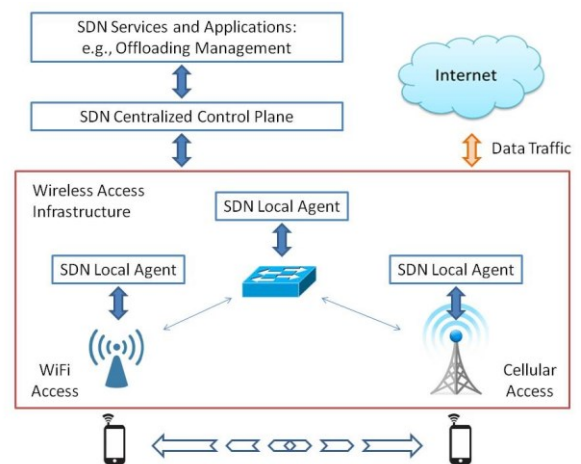 SDN Services and Applications:
e.g., Offloading Management
Internet
SDN Centralized Control Plane
Data Traffic
Wireless Access
Infrastructure
SDN Local Agent
SDN Local Agent
SDN Local Agent
WiFi
Access
Cellular
Access